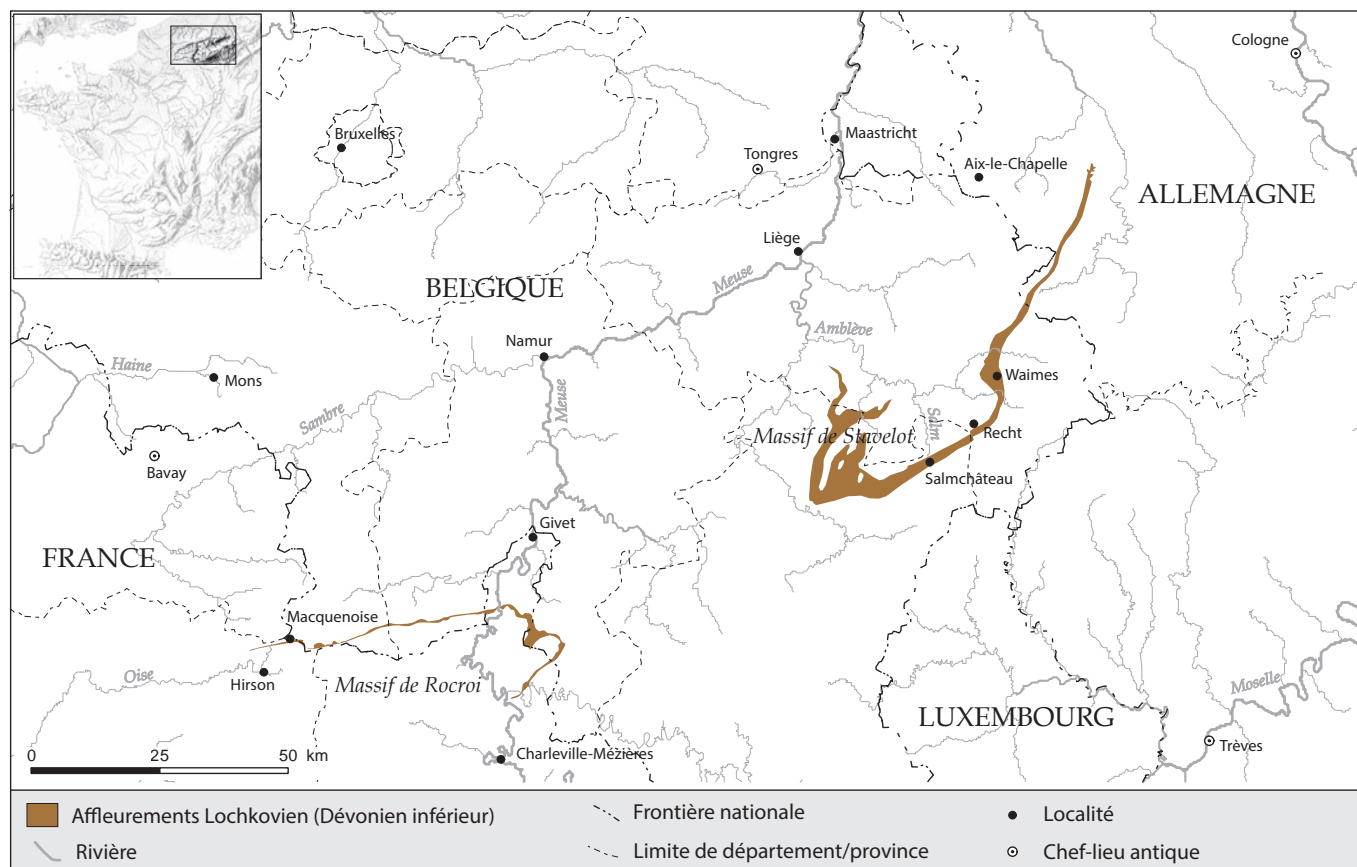 Cologne
Bruxelles
Maastricht
Tongres
Aix-le-Chapelle
ALLEMAGNE
Liège
Meuse
BELGIQUE
Amblève
Namur
Haine
Mons
Meuse
Waimes
Sambre
Salm
Massif de Stavelot
Recht
Bavay
Salmchâteau
Givet
FRANCE
Macquenoise
Oise
Hirson
Massif de Rocroi
Moselle
LUXEMBOURG
Trèves
Charleville-Mézières
0 25 50 km
Affleurements Lochkovien (Dévonien inférieur)
Frontière nationale
Localité
Rivière
Limite de département/province
Chef-lieu antique